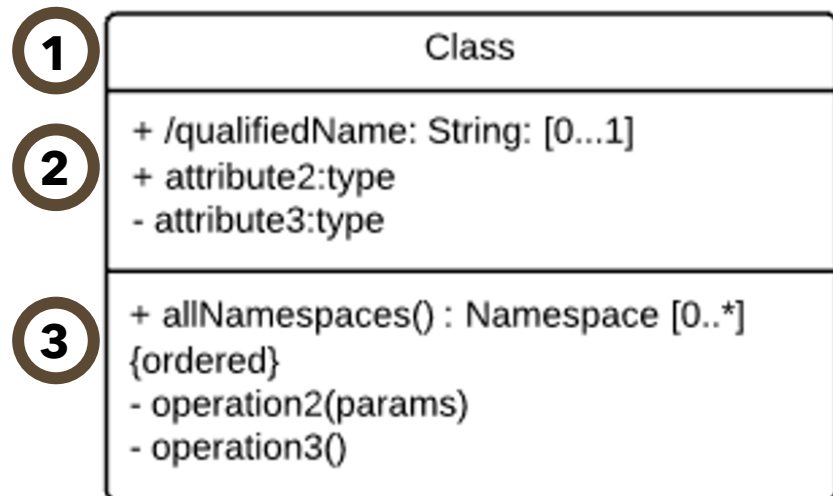 1
Class
2
+ /qualifiedName: String: [0...1]
+ attribute2:type
- attribute3:type
3
+ allNamespaces() : Namespace [0..*]
{ordered}
- operation2(params)
- operation3()